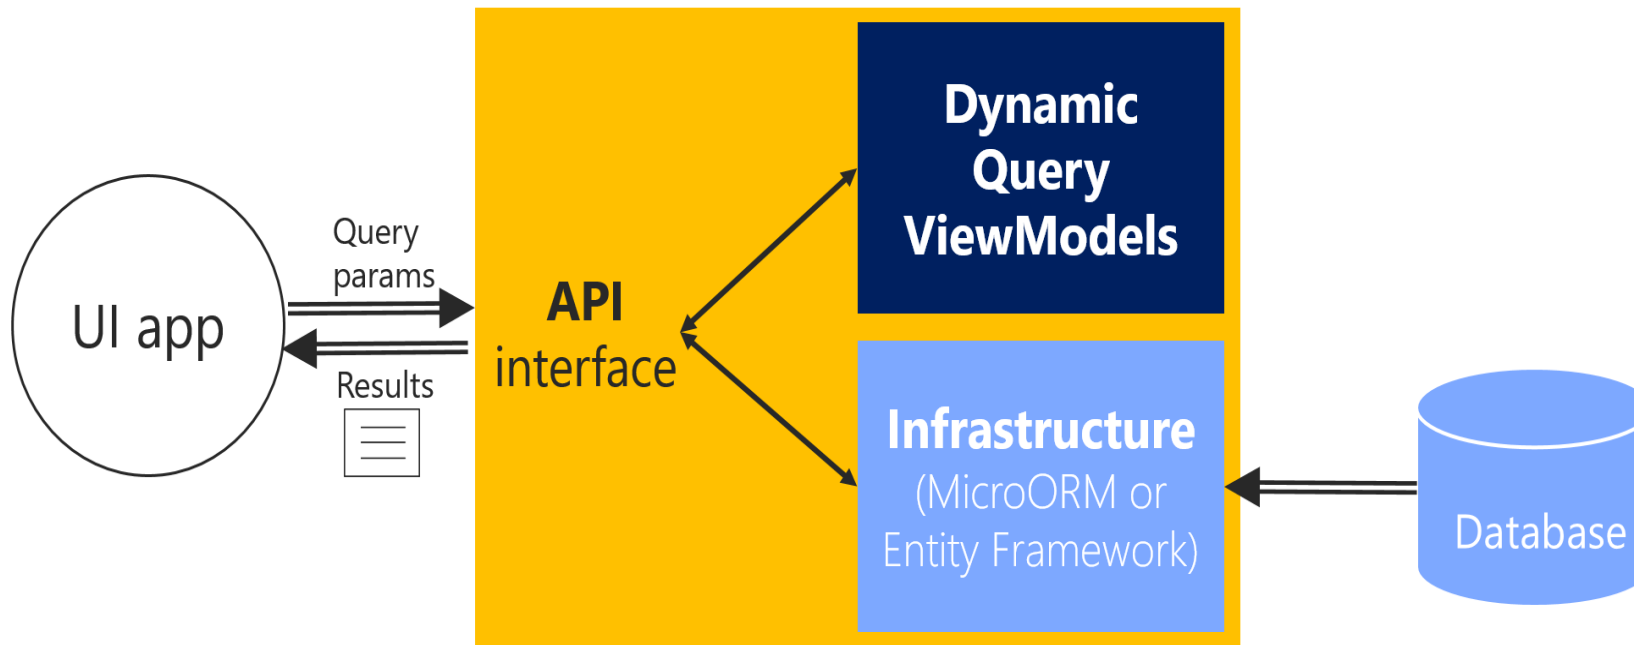 UI app
Query
params
Results
API
interface
Dynamic
Query
ViewModels
Infrastructure
(MicroORM or
Entity Framework)
Database